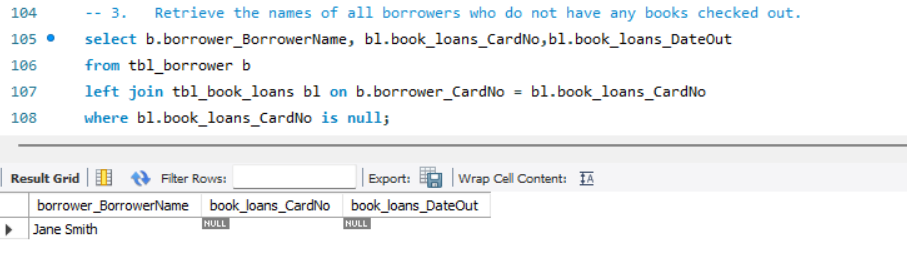 104 -- 3. Retrieve the names of all borrowers who do not have any books checked out.
105 select b.borrower_BorrowerName, bl.book_loans_CardNo,bl.book_loans_DateOut
106 from tbl_borrower b
107 left join tbl_book_loans bl on b.borrower_CardNo = bl.book_loans_CardNo
108 where bl.book_loans_CardNo is null;
Result Grid Filter Rows: Export: Wrap Cell Content: IA
borrower_BorrowerName book_loans_CardNo book_loans_DateOut
Jane Smith NULL NULL